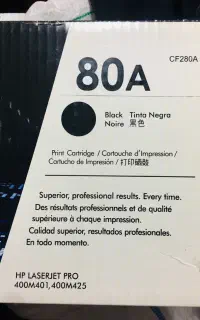 CF280A
80A
Black Tinta Negra
Noire 黑色
Print Cartridge / Cartouche d'Impression /
Cartucho de Impresión / 打印硒鼓
Superior, professional results. Every time.
Des résultats professionnels et de qualité
supérieure à chaque impression.
Calidad superior, resultados profesionales.
En todo momento.
HP LASERJET PRO
400M401,400M425